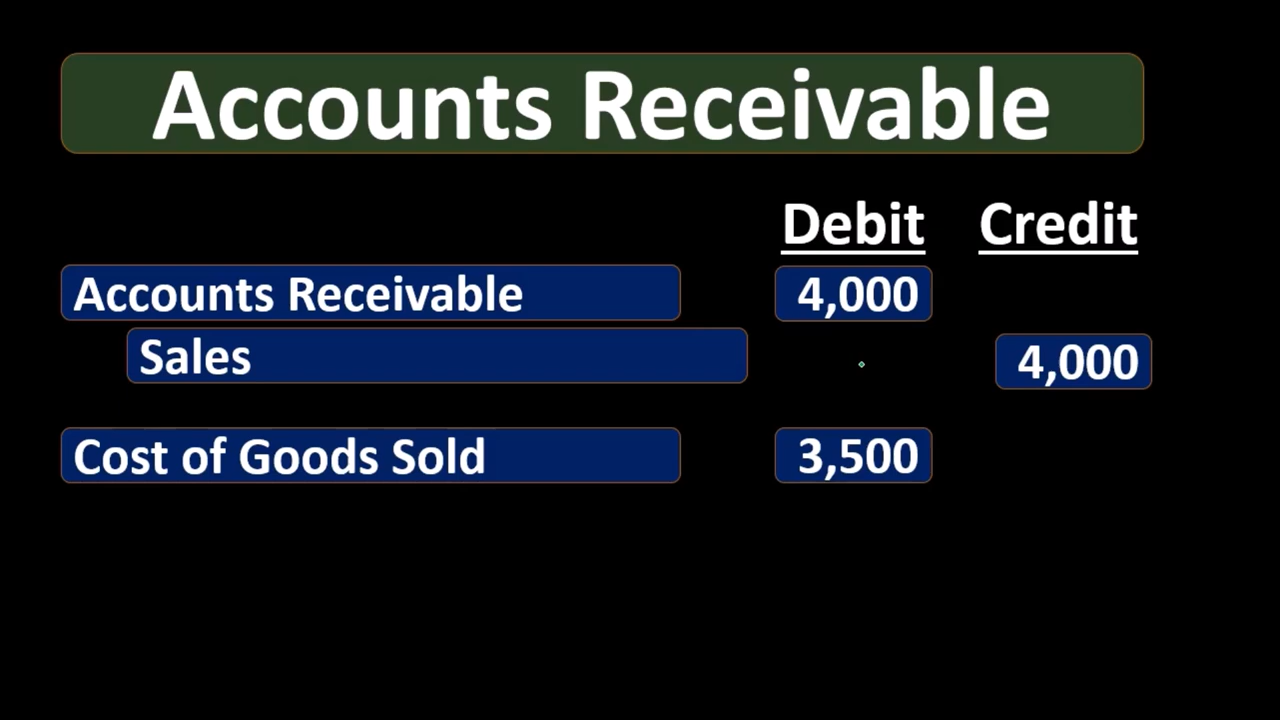 Accounts Receivable
Debit Credit
Accounts Receivable 4,000
Sales 4,000
Cost of Goods Sold 3,500